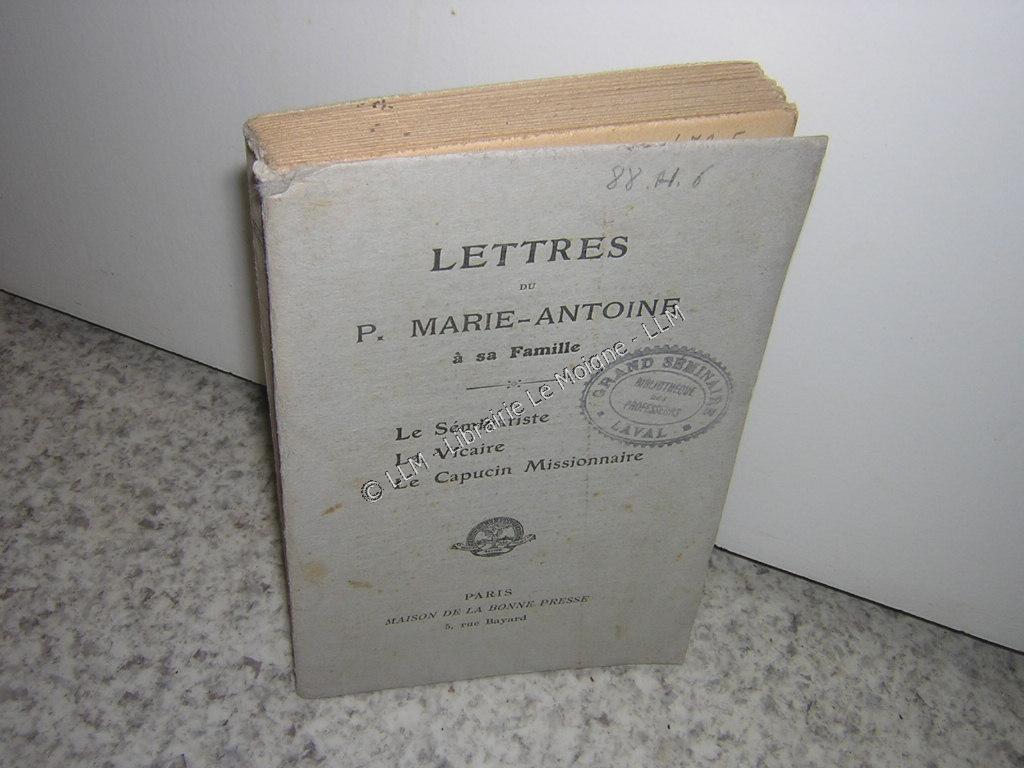 88.A1.6
LETTRES
DU
P. MARIE-ANTOINE
à sa Famille
Le Séminariste
Le Vicaire
Le Capucin Missionnaire
GRAND SÉMINAIRE
BIBLIOTHÈQUE
DES
PROFESSEURS
LAVAL
PARIS
MAISON DE LA BONNE PRESSE
5, rue Bayard
© LLM - Librairie Le Moigne - LLM